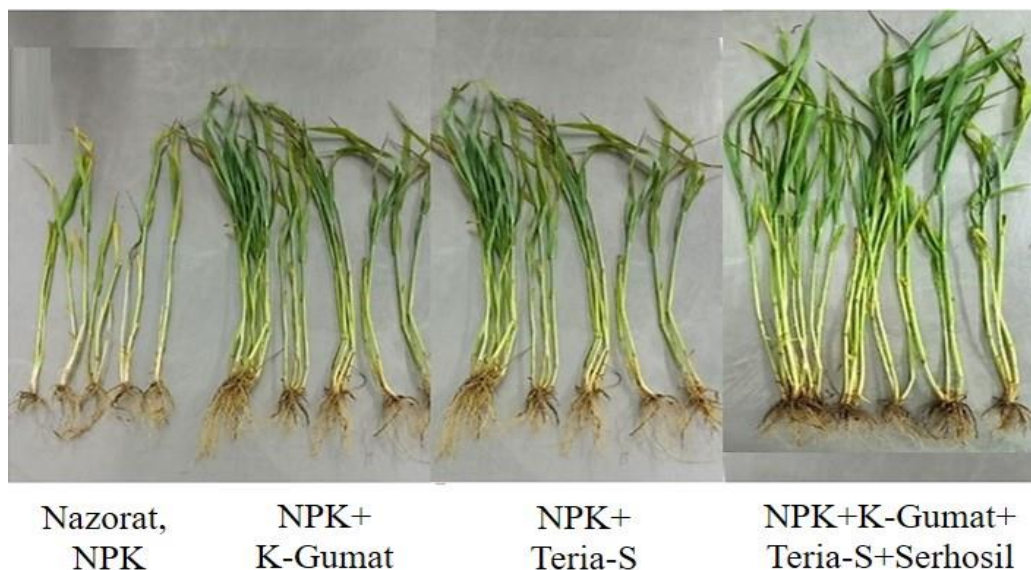 Nazorat,
NPK
NPK+
K-Gumat
NPK+
Teria-S
NPK+K-Gumat+
Teria-S+Serhosil